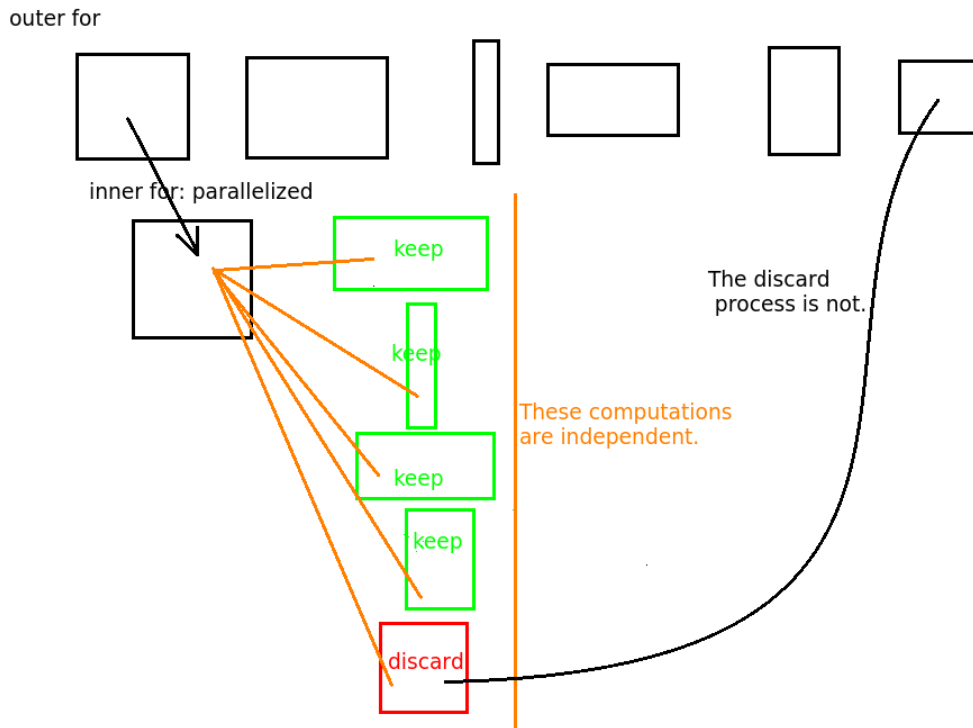 outer for
inner for: parallelized
keep
The discard
process is not.
keep
These computations
are independent.
keep
keep
discard